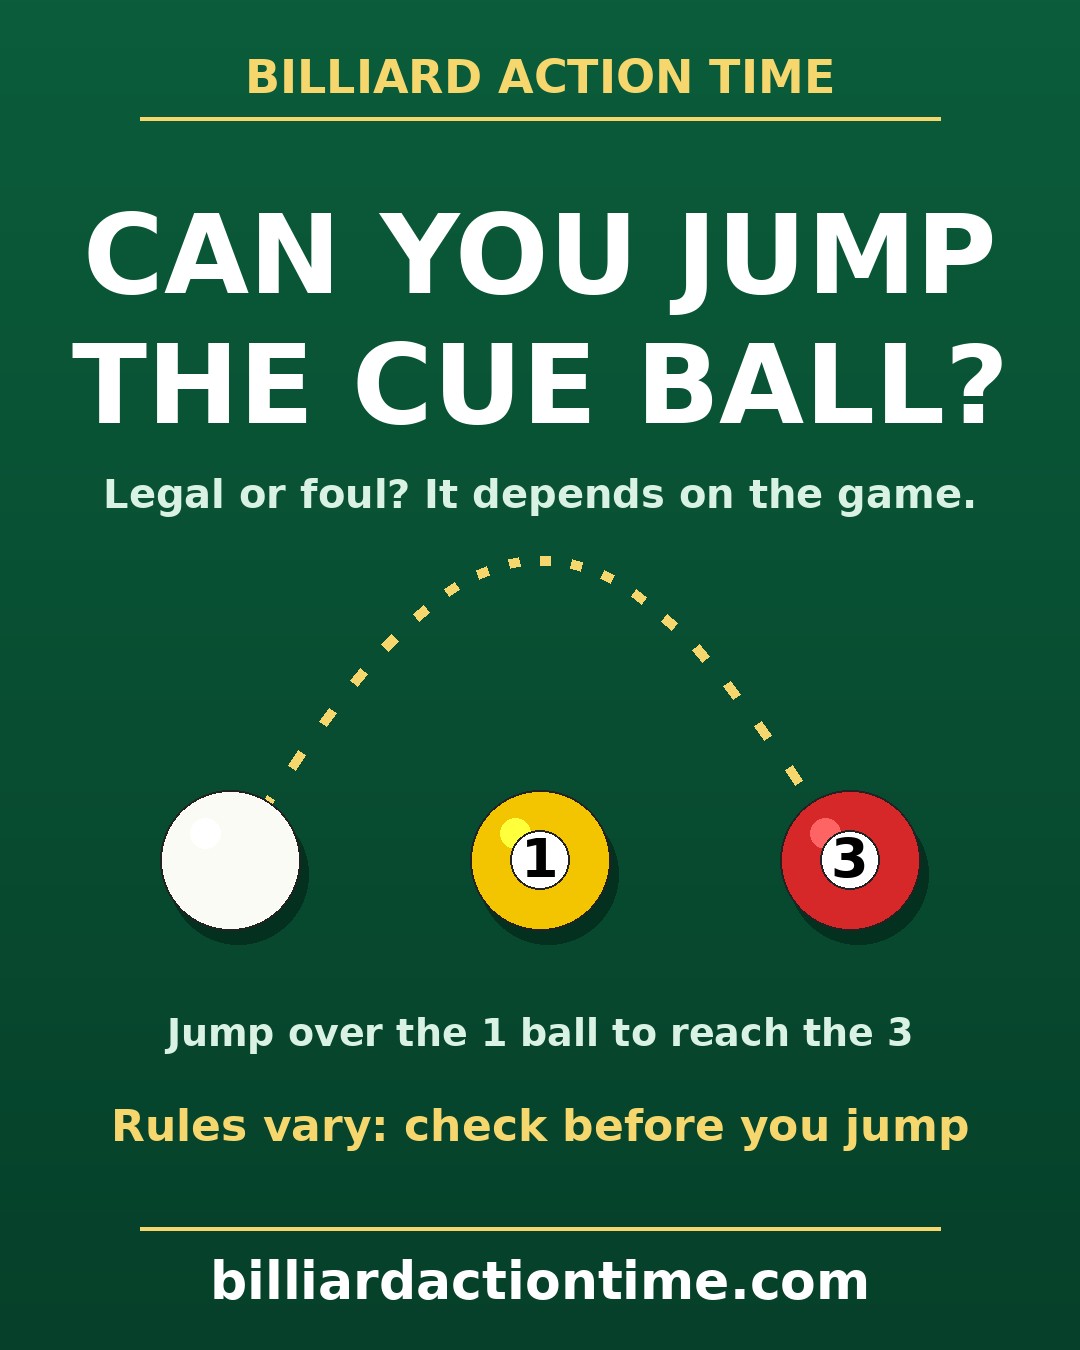 BILLIARD ACTION TIME
CAN YOU JUMP
THE CUE BALL?
Legal or foul? It depends on the game.
1
3
Jump over the 1 ball to reach the 3
Rules vary: check before you jump
billiardactiontime.com